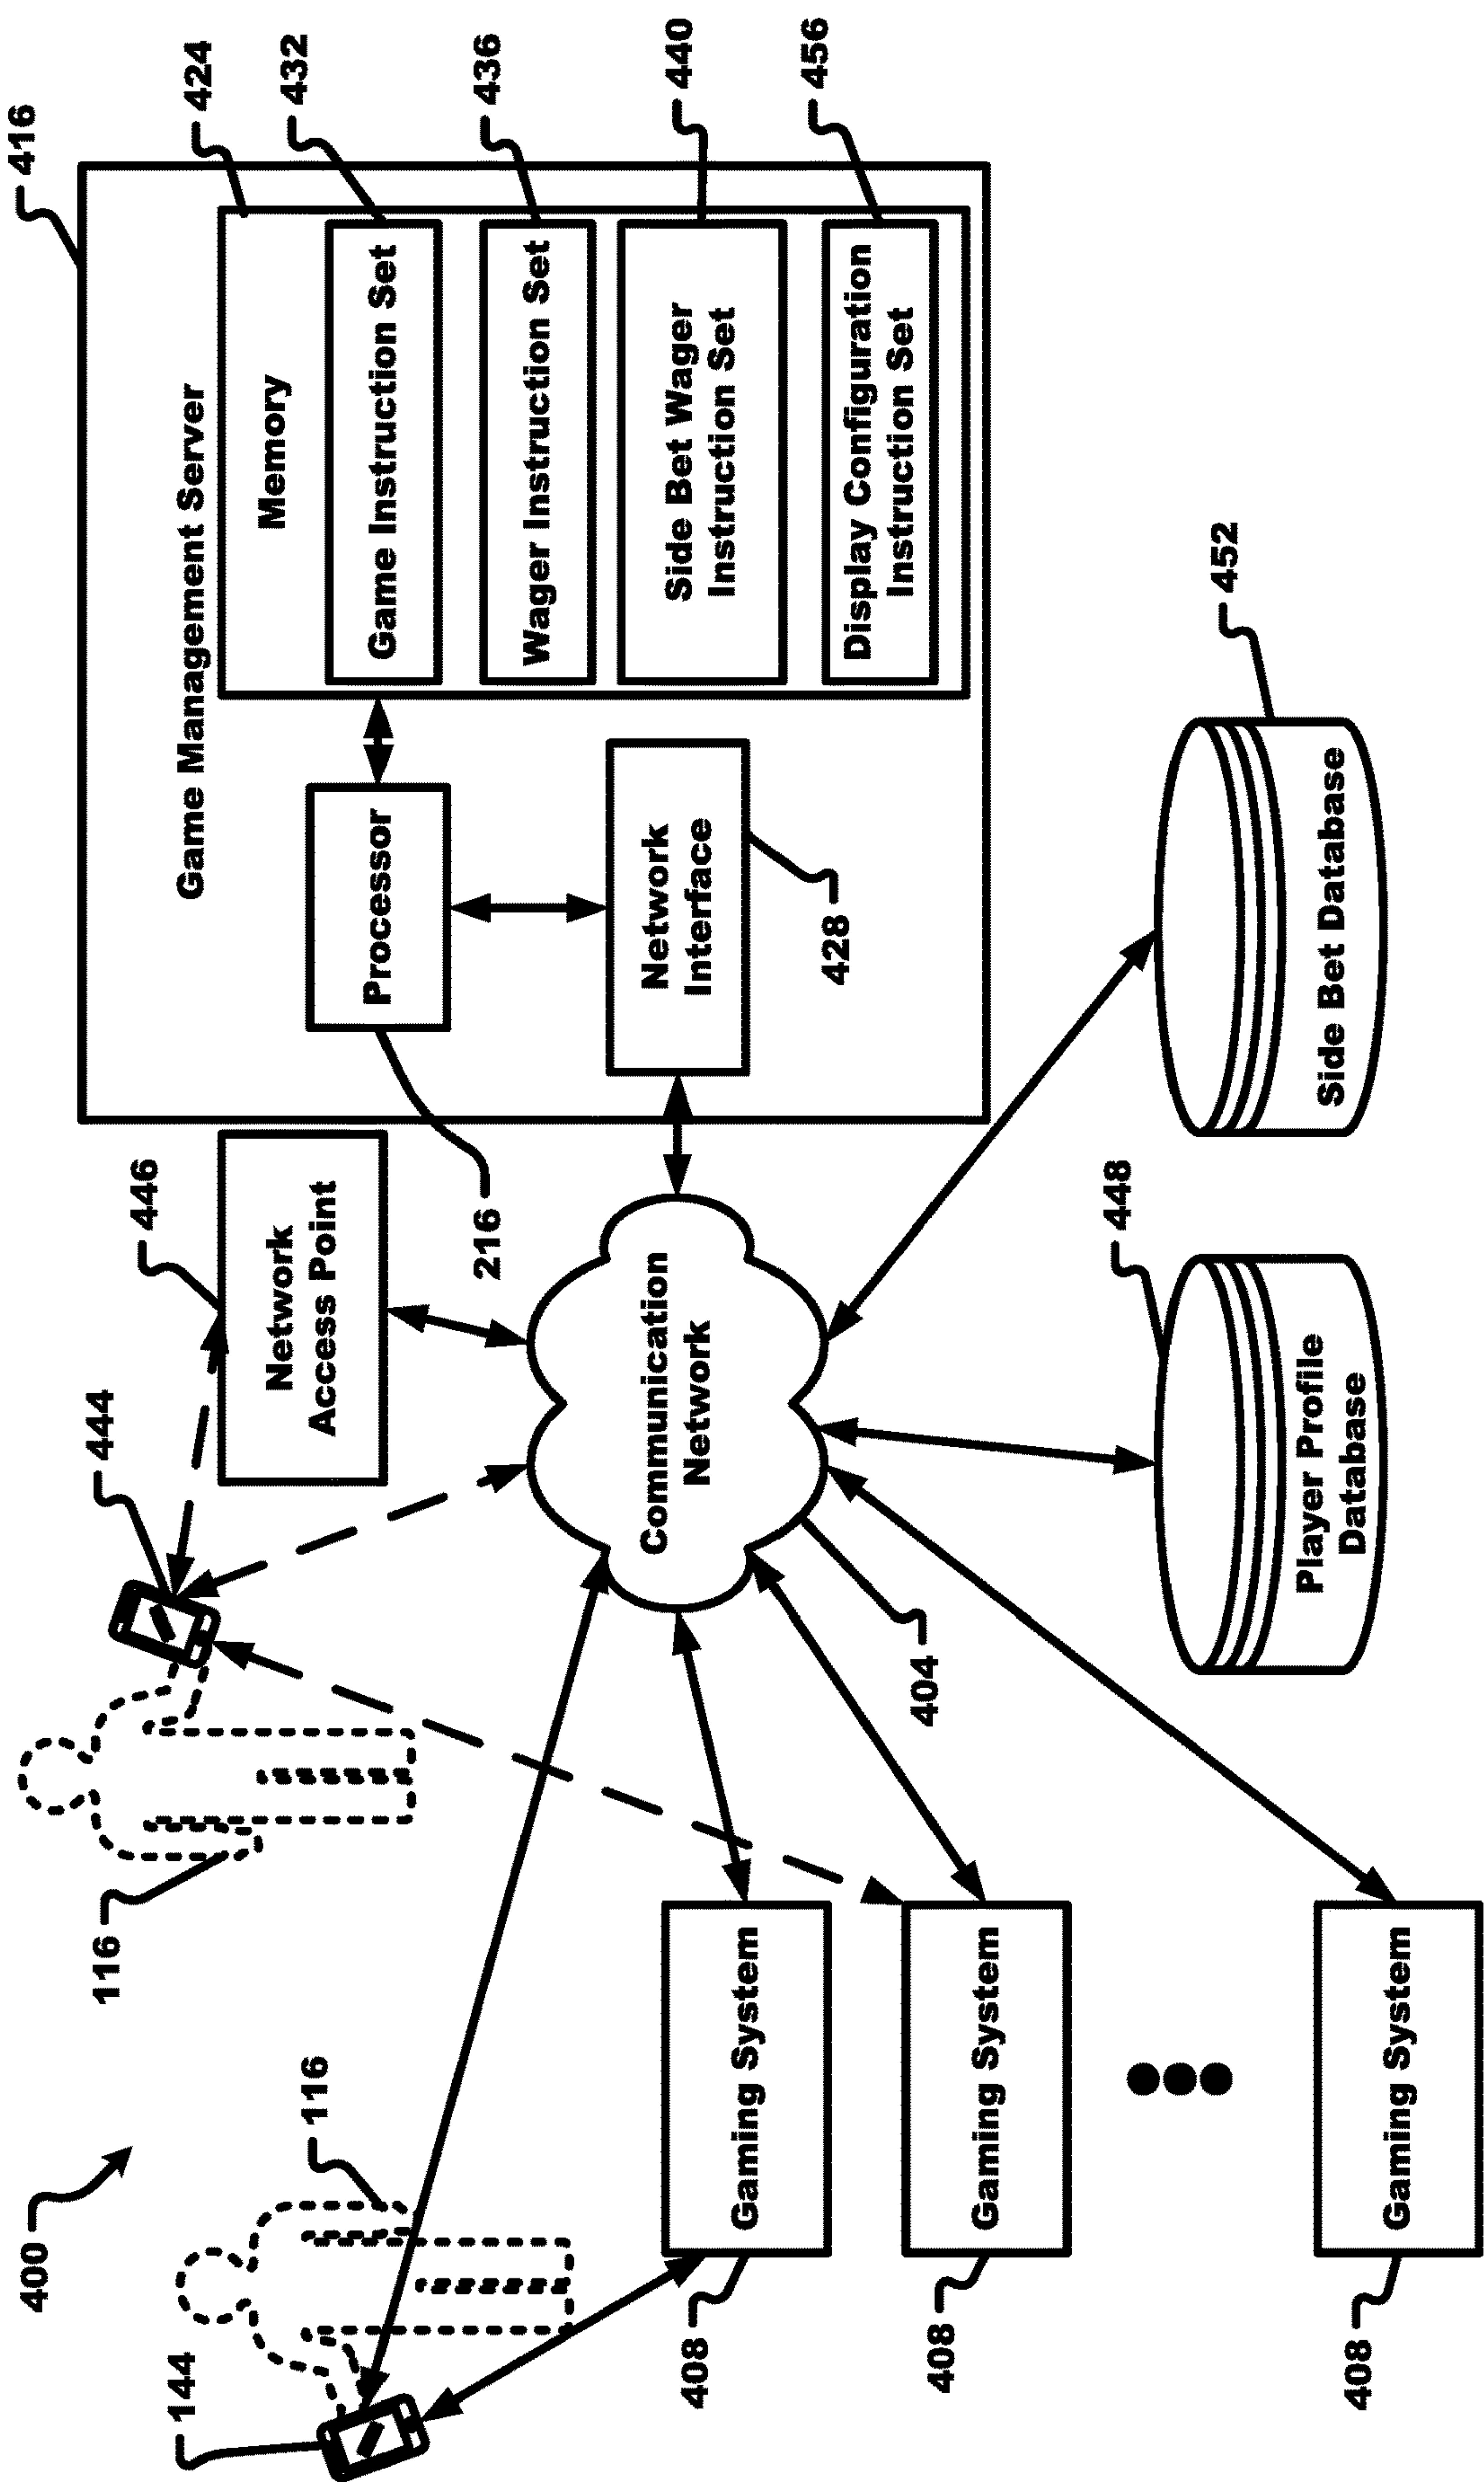 400
144
116
116
444
446
416
Game Management Server
424
Memory
432
Game Instruction Set
436
Wager Instruction Set
440
Side Bet Wager
Instruction Set
456
Display Configuration
Instruction Set
Processor
216
Network
Interface
428
Network
Access Point
Communication
Network
404
Gaming System
408
Gaming System
408
Gaming System
408
448
Player Profile
Database
452
Side Bet Database